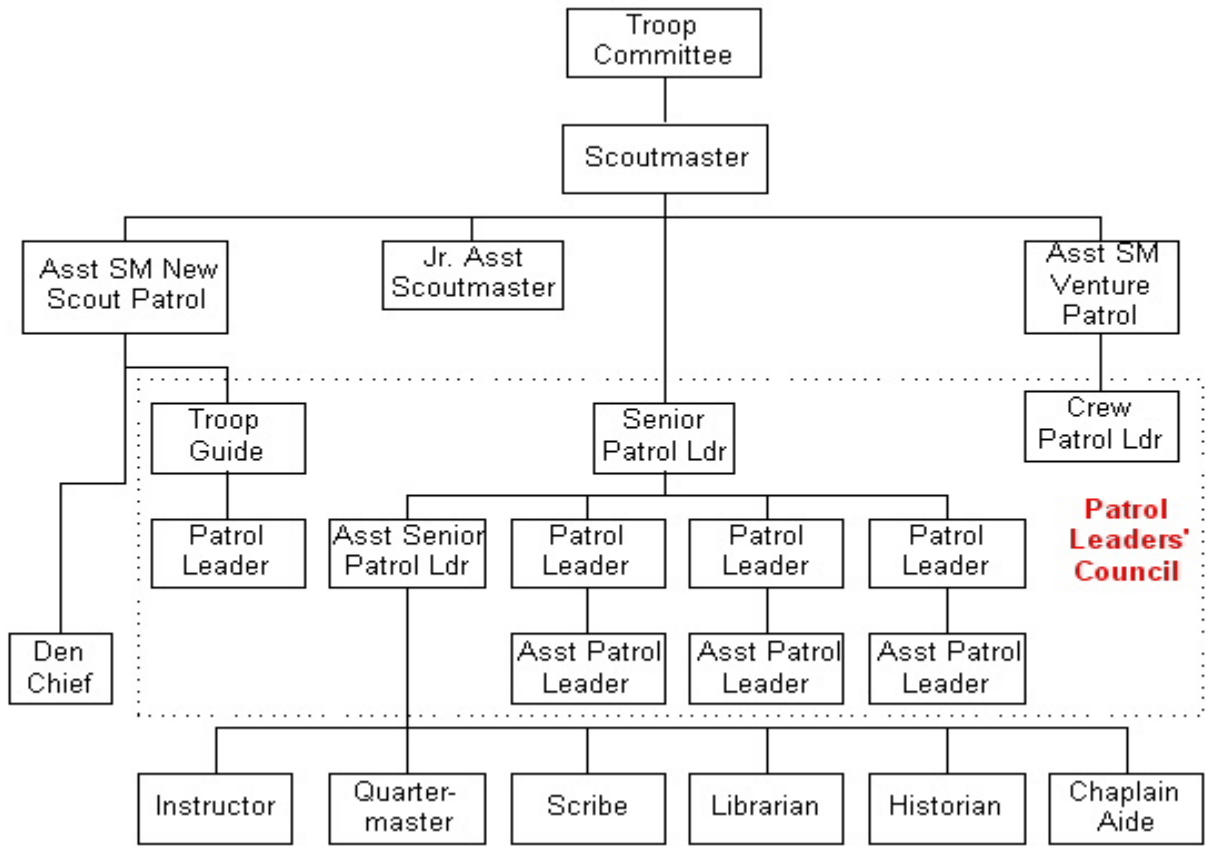 Troop
Committee
Scoutmaster
Asst SM New
Scout Patrol
Jr. Asst
Scoutmaster
Asst SM
Venture
Patrol
Troop
Guide
Senior
Patrol Ldr
Crew
Patrol Ldr
Patrol
Leader
Asst Senior
Patrol Ldr
Patrol
Leader
Patrol
Leader
Patrol
Leader
Patrol
Leaders'
Council
Den
Chief
Asst Patrol
Leader
Asst Patrol
Leader
Asst Patrol
Leader
Instructor
Quarter-
master
Scribe
Librarian
Historian
Chaplain
Aide